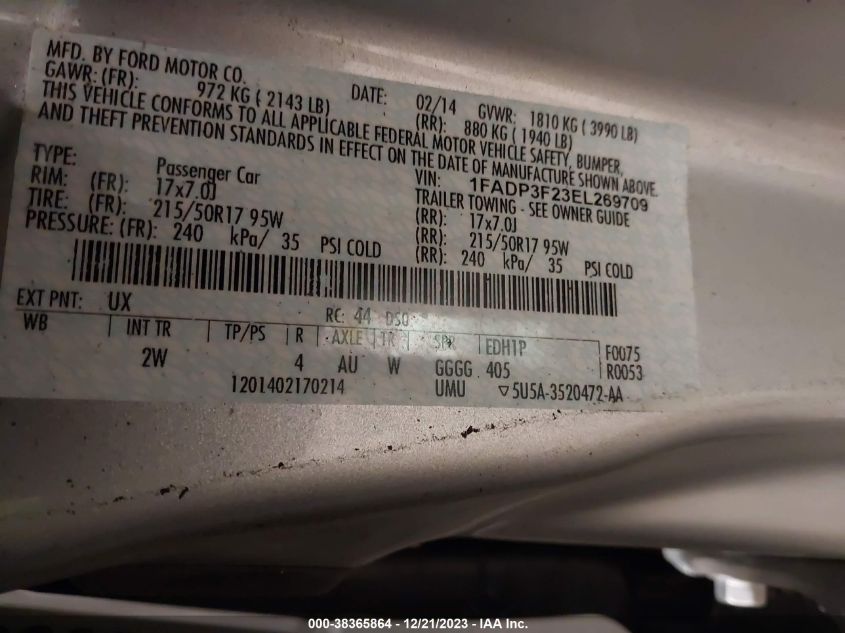 MFD. BY FORD MOTOR CO.
DATE: 02/14 GVWR: 1810 KG ( 3990 LB)
GAWR: (FR): 972 KG ( 2143 LB) (RR): 880 KG ( 1940 LB)
THIS VEHICLE CONFORMS TO ALL APPLICABLE FEDERAL MOTOR VEHICLE SAFETY, BUMPER,
AND THEFT PREVENTION STANDARDS IN EFFECT ON THE DATE OF MANUFACTURE SHOWN ABOVE.
VIN: 1FADP3F23EL269709
TYPE: Passenger Car TRAILER TOWING - SEE OWNER GUIDE
RIM: (FR): 17x7.0J (RR): 17x7.0J
TIRE: (FR): 215/50R17 95W (RR): 215/50R17 95W
PRESSURE: (FR): 240 kPa/ 35 PSI COLD (RR): 240 kPa/ 35 PSI COLD
EXT PNT: UX RC: 44 DSO:
WB INT TR TP/PS R AXLE TR SPR EDH1P F0075
2W 4 AU W GGGG 405 R0053
1201402170214 UMU ▽5U5A-3520472-AA
000-38365864 - 12/21/2023 - IAA Inc.